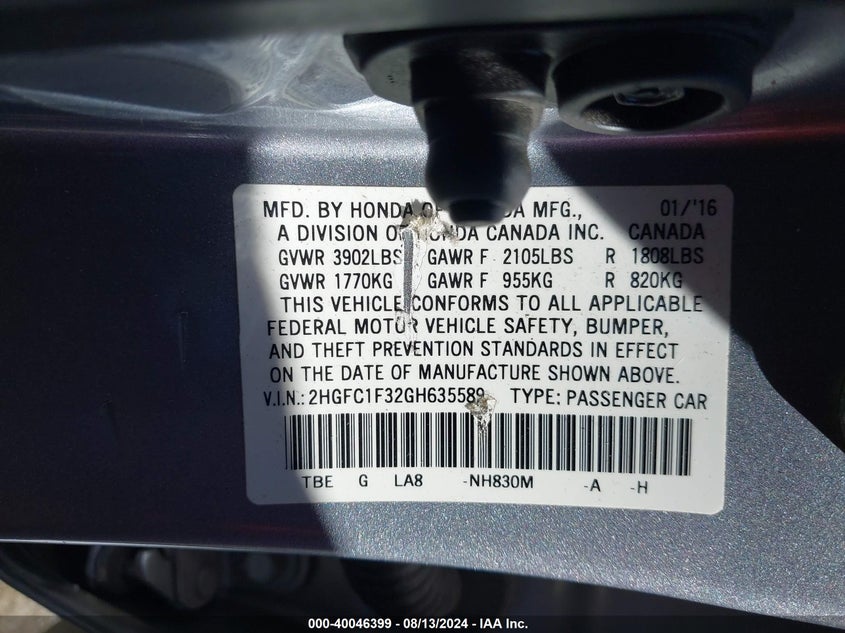 MFD. BY HONDA OF MFG., 01/'16
A DIVISION OF HONDA CANADA INC. CANADA
GVWR 3902LBS GAWR F 2105LBS R 1808LBS
GVWR 1770KG GAWR F 955KG R 820KG
THIS VEHICLE CONFORMS TO ALL APPLICABLE
FEDERAL MOTOR VEHICLE SAFETY, BUMPER,
AND THEFT PREVENTION STANDARDS IN EFFECT
ON THE DATE OF MANUFACTURE SHOWN ABOVE.
V.I.N.: 2HGFC1F32GH635589 TYPE: PASSENGER CAR
TBE G LA8 -NH830M -A -H
000-40046399 - 08/13/2024 - IAA Inc.